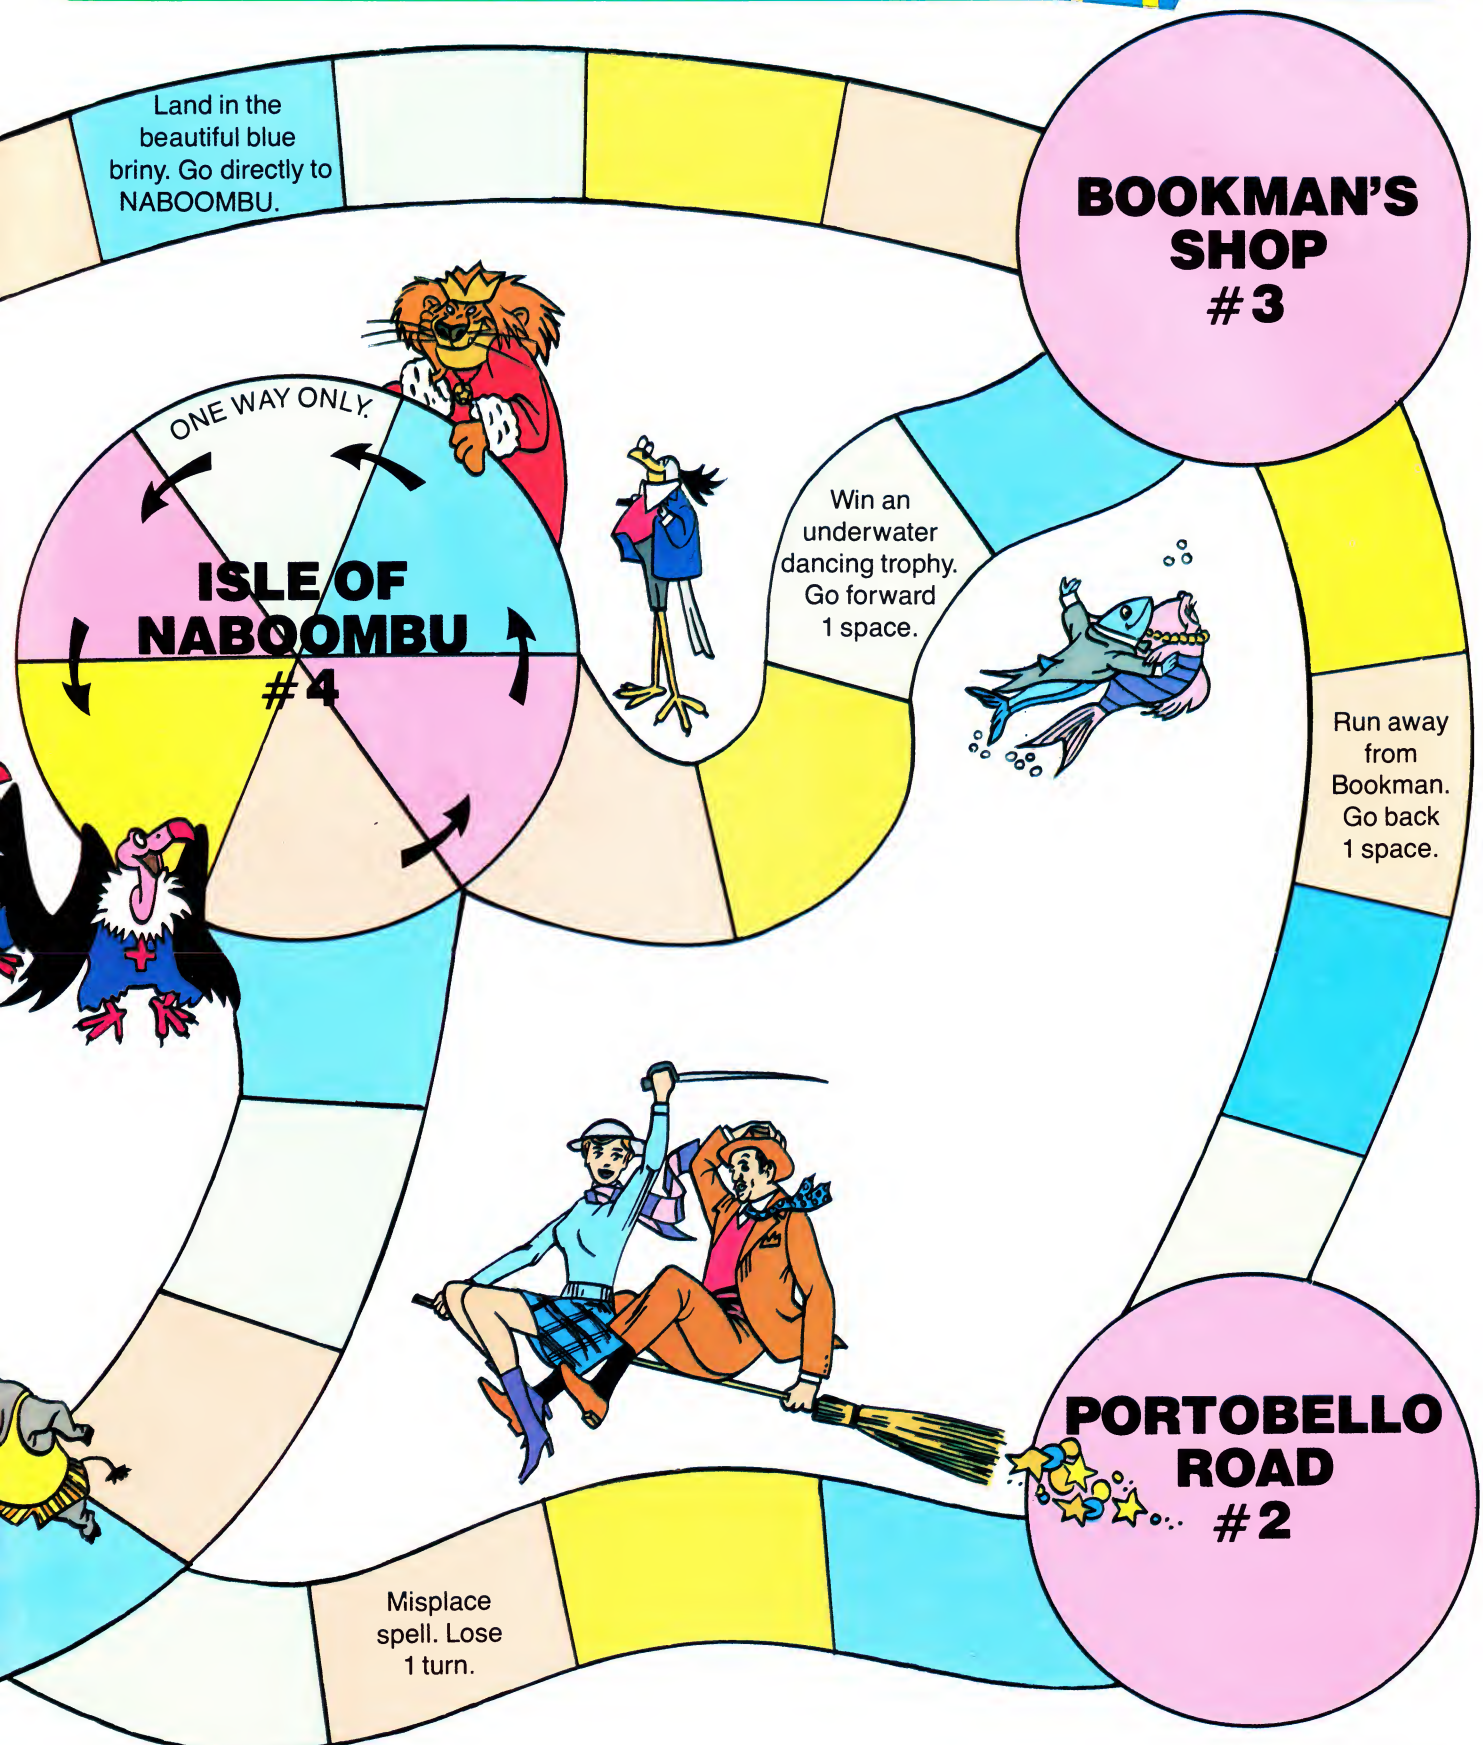 Land in the
beautiful blue
briny. Go directly to
NABOOMBU.
BOOKMAN'S
SHOP
#3
ONE WAY ONLY.
ISLE OF
NABOOMBU
#4
Win an
underwater
dancing trophy.
Go forward
1 space.
Run away
from
Bookman.
Go back
1 space.
PORTOBELLO
ROAD
#2
Misplace
spell. Lose
1 turn.